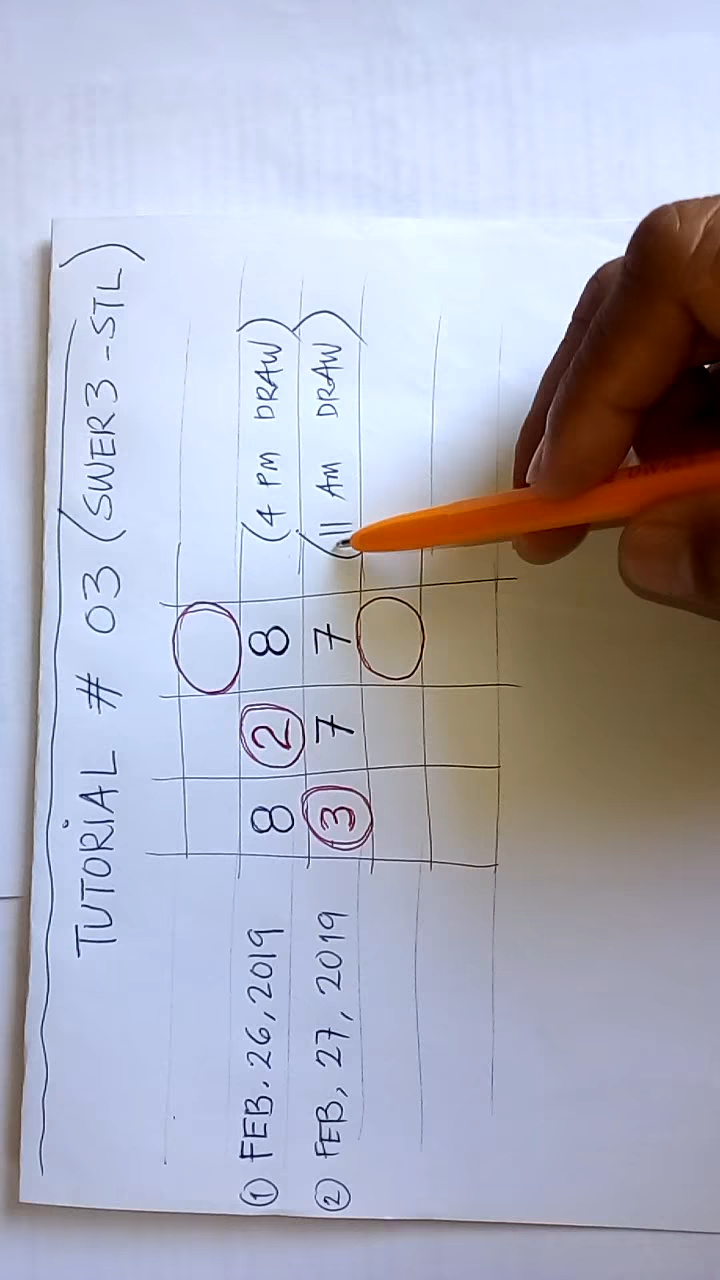 TUTORIAL # 03 (SWER3-STL)
① FEB. 26, 2019 8 2 8 (4 PM DRAW)
② FEB, 27, 2019 3 7 7 (11 AM DRAW)